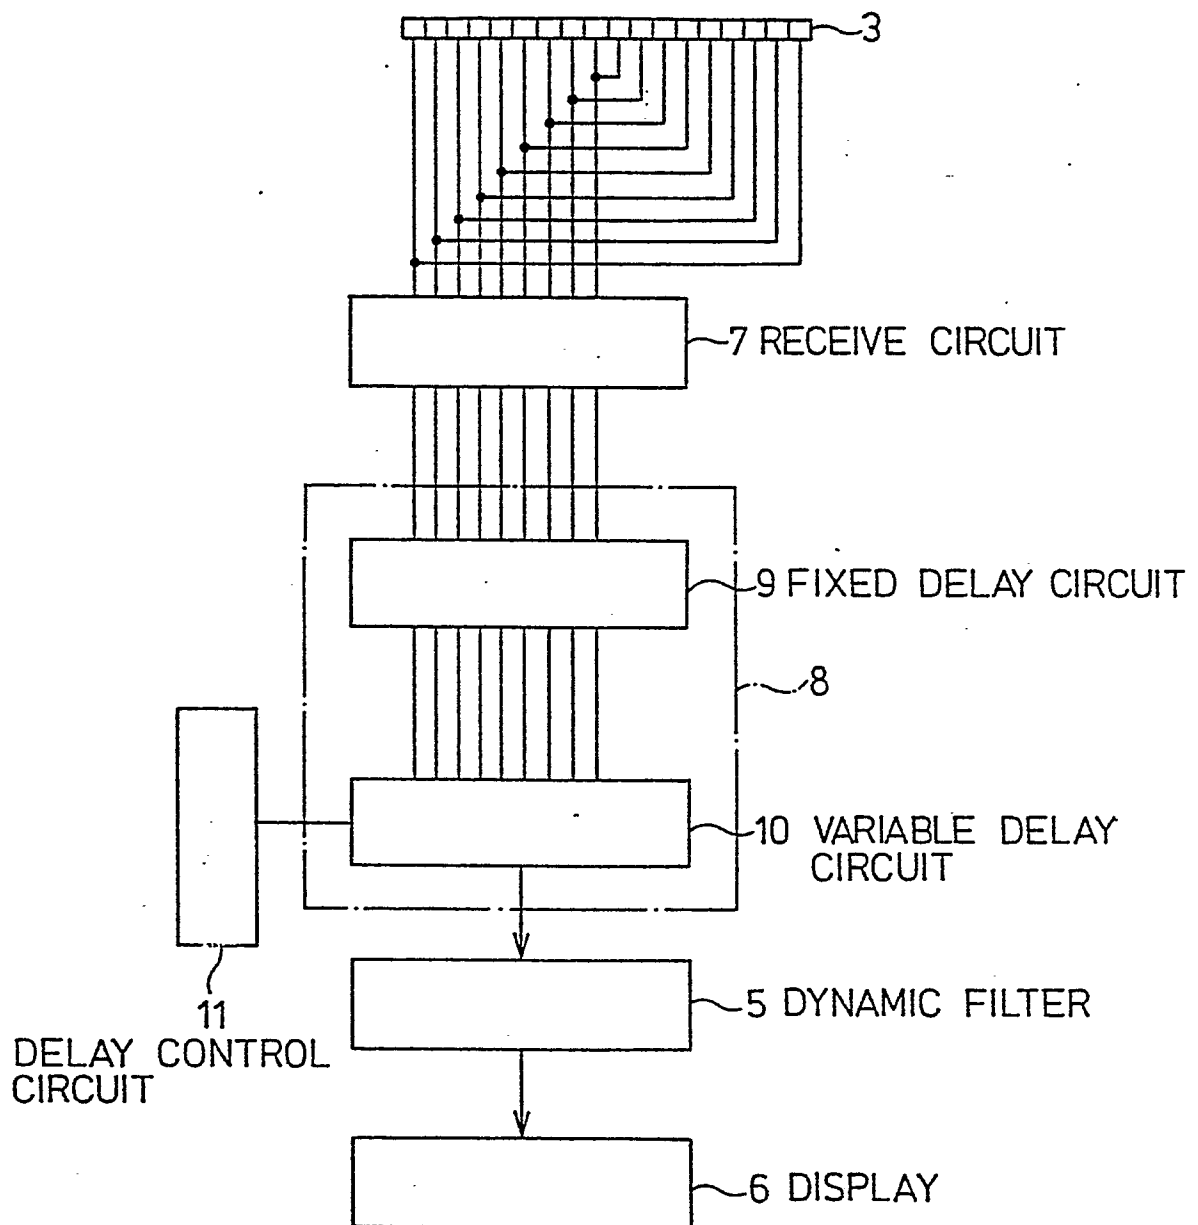 3
7 RECEIVE CIRCUIT
9 FIXED DELAY CIRCUIT
8
10 VARIABLE DELAY
CIRCUIT
11
DELAY CONTROL
CIRCUIT
5 DYNAMIC FILTER
6 DISPLAY